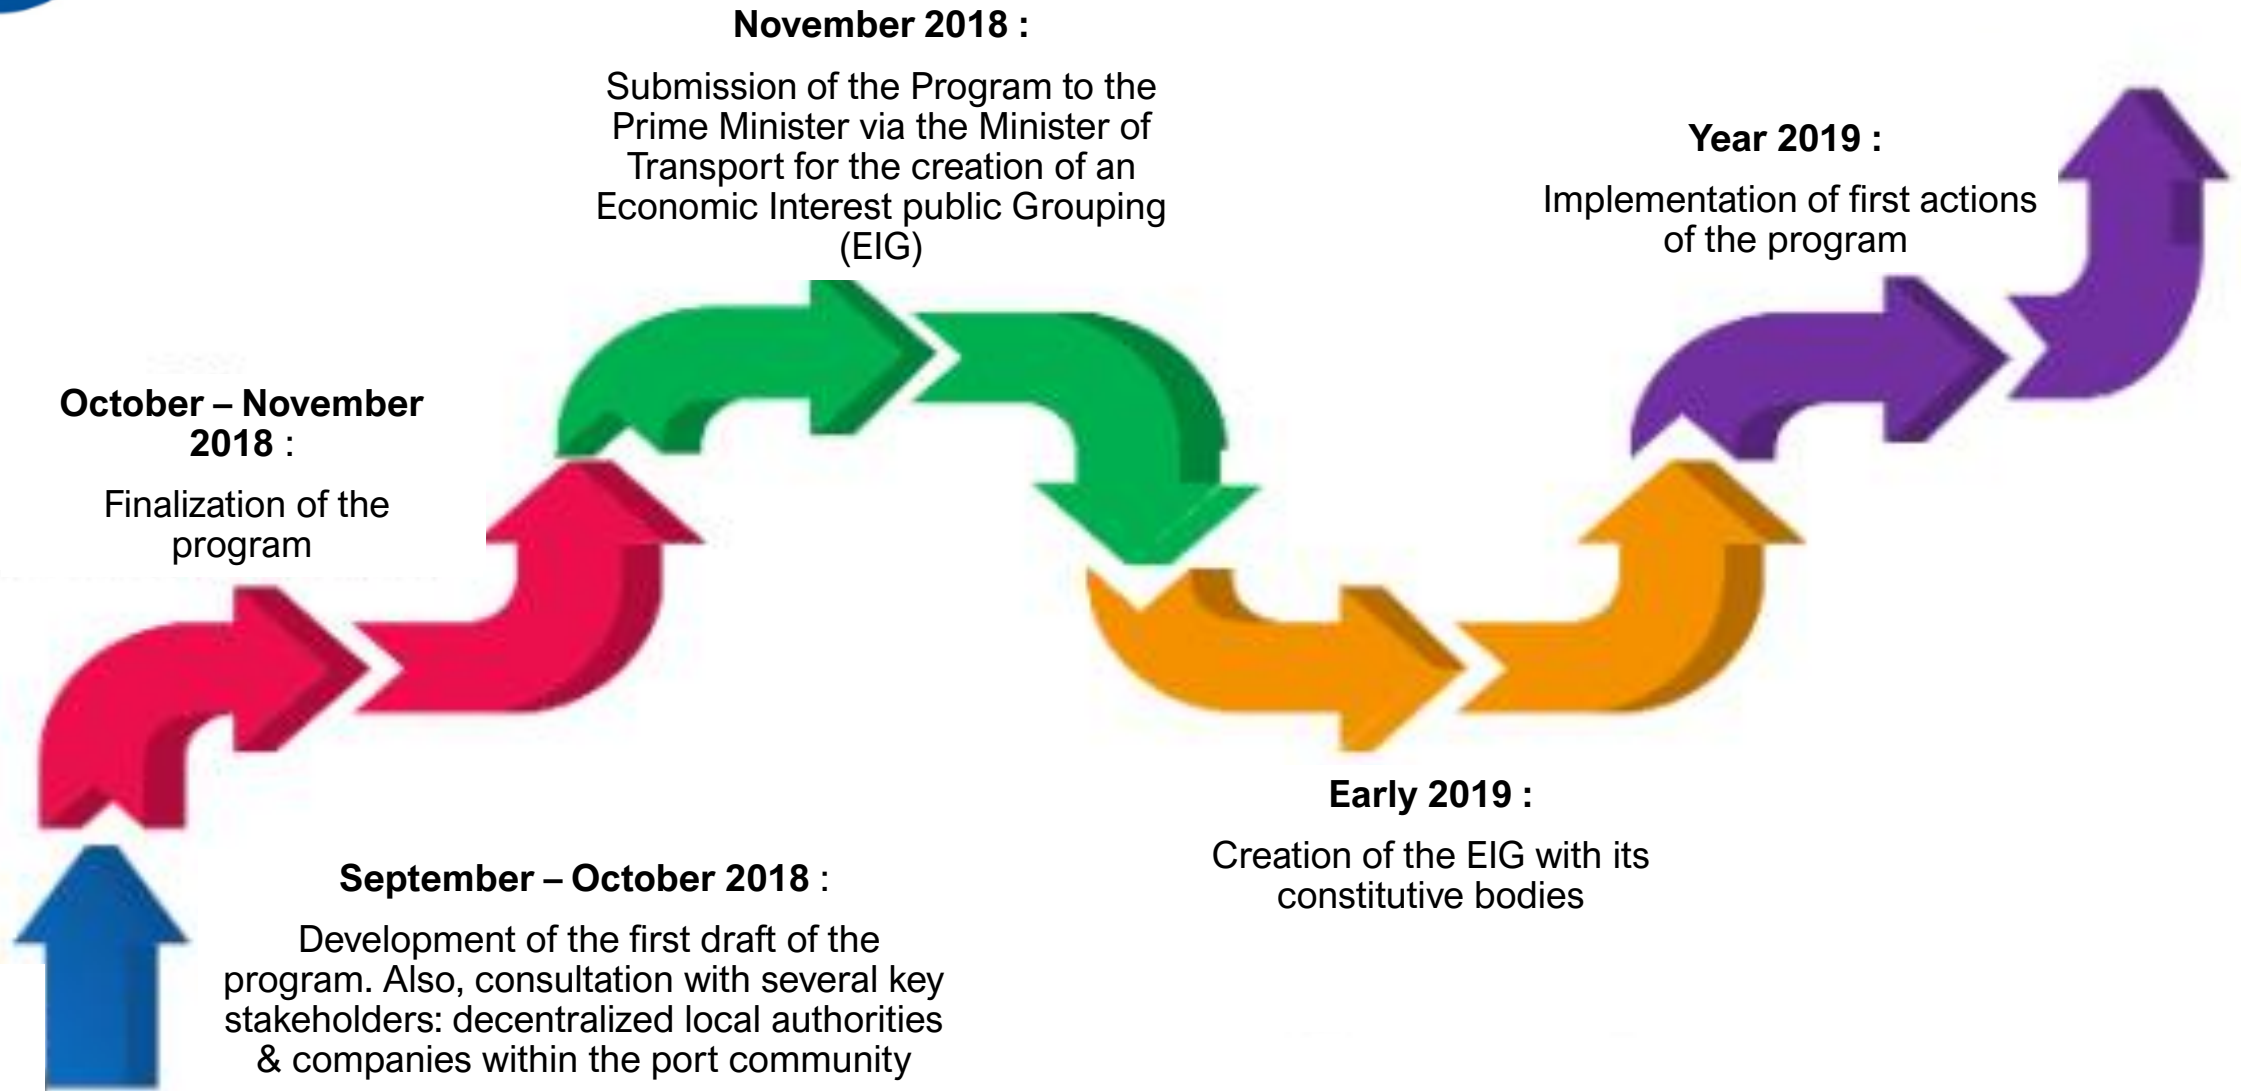 November 2018 :
Submission of the Program to the
Prime Minister via the Minister of
Transport for the creation of an
Economic Interest public Grouping
(EIG)
Year 2019 :
Implementation of first actions
of the program
October – November
2018 :
Finalization of the
program
Early 2019 :
Creation of the EIG with its
constitutive bodies
September – October 2018 :
Development of the first draft of the
program. Also, consultation with several key
stakeholders: decentralized local authorities
& companies within the port community